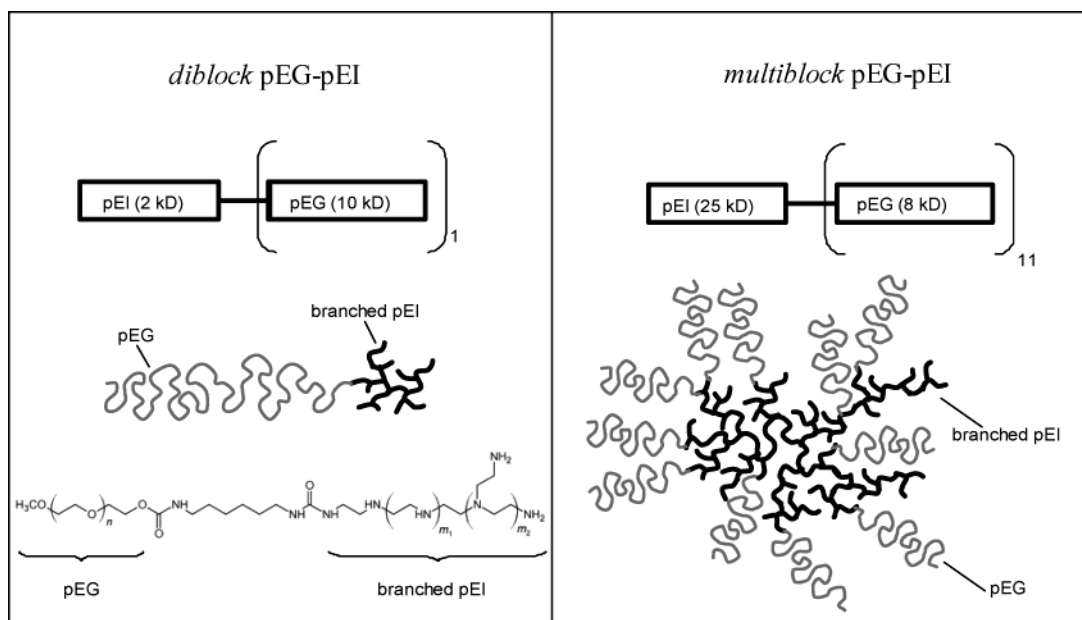 diblock pEG-pEI
pEI (2 kD)
pEG (10 kD)
1
pEG
branched pEI
H₃CO
O
n
O
O
NH
O
NH
NH
HN
HN
m₁
N
NH₂
NH₂
m₂
pEG
branched pEI
multiblock pEG-pEI
pEI (25 kD)
pEG (8 kD)
11
branched pEI
pEG